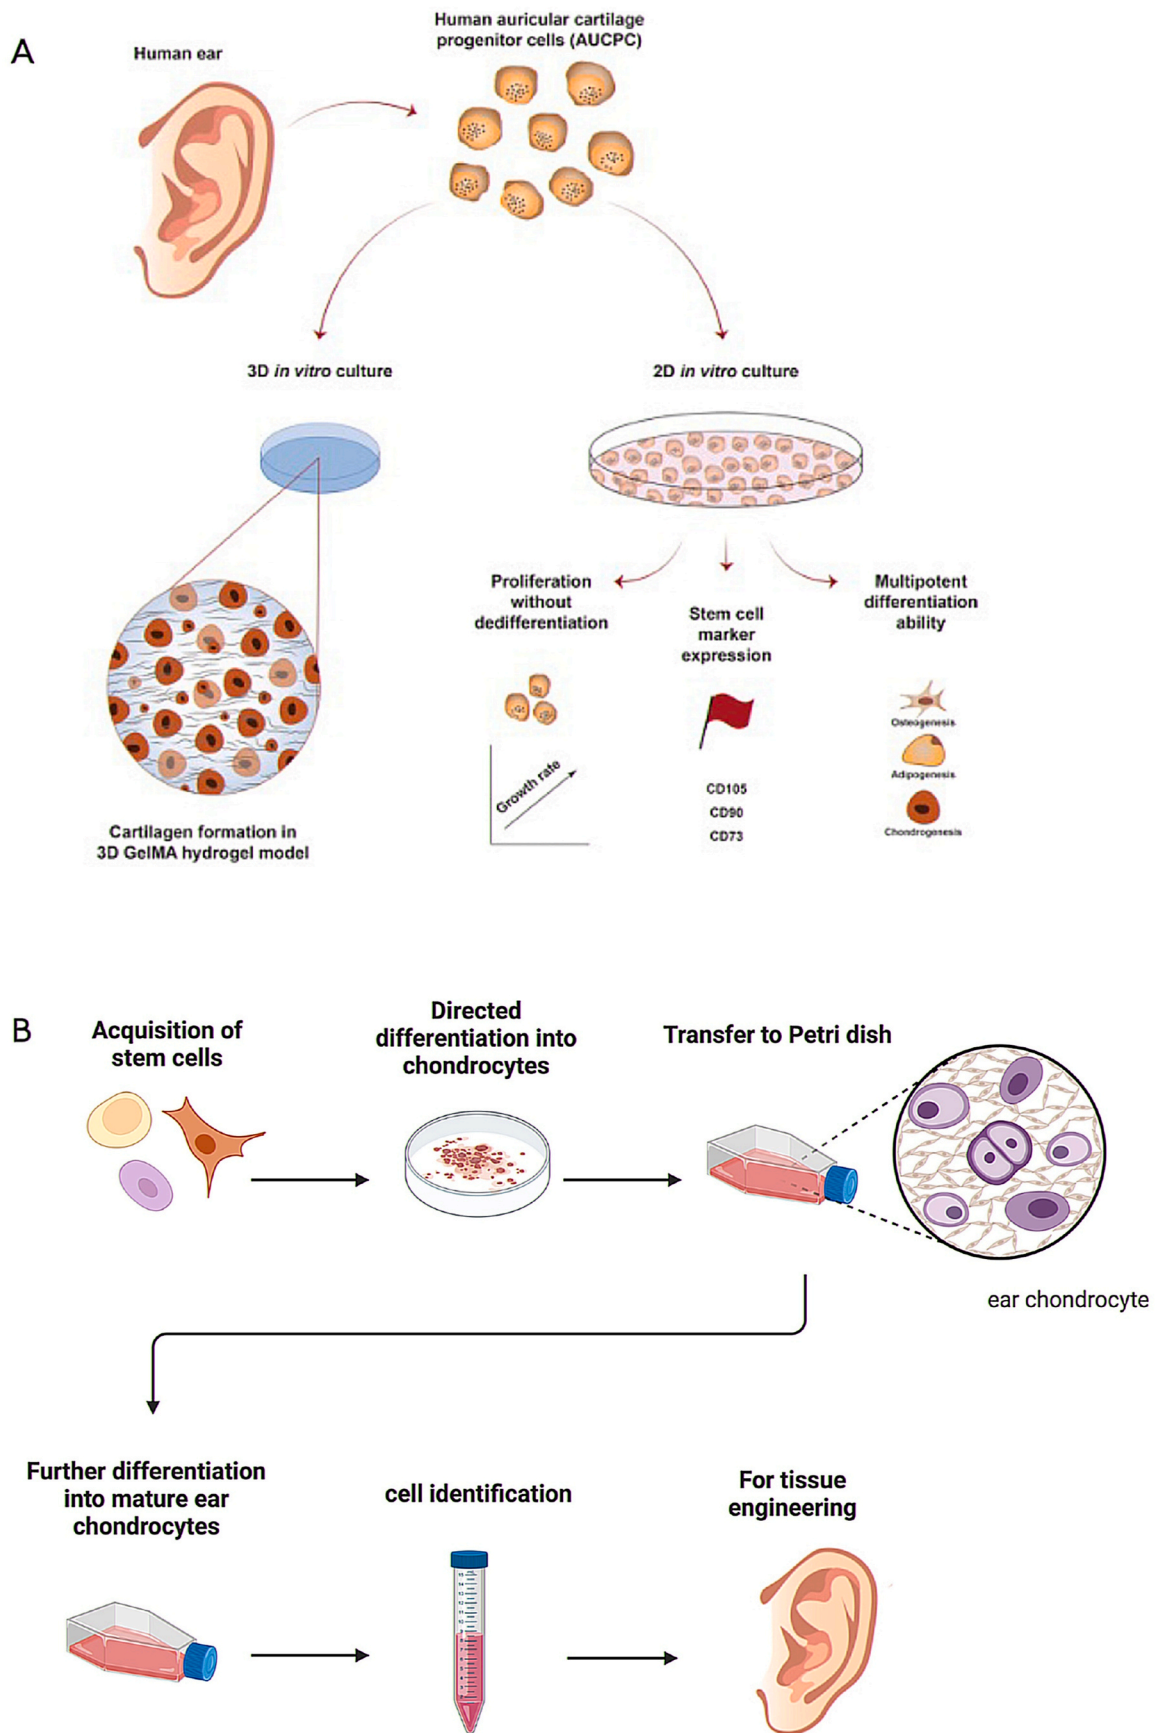 A
Human ear
Human auricular cartilage
progenitor cells (AUCPC)
3D in vitro culture
2D in vitro culture
Proliferation
without
dedifferentiation
Stem cell
marker
expression
Multipotent
differentiation
ability
Growth rate
CD105
CD90
CD73
Osteogenesis
Adipogenesis
Chondrogenesis
Cartilagen formation in
3D GelMA hydrogel model
B
Acquisition of
stem cells
Directed
differentiation into
chondrocytes
Transfer to Petri dish
ear chondrocyte
Further differentiation
into mature ear
chondrocytes
cell identification
For tissue
engineering